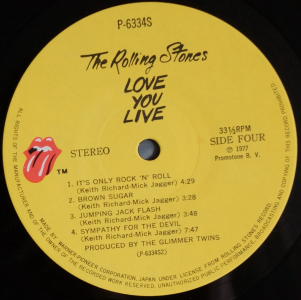 P-6334S
The Rolling Stones
LOVE
YOU
LIVE
TM
STEREO
33⅓RPM
SIDE FOUR
℗ 1977
Promotone B. V.
1. IT'S ONLY ROCK 'N' ROLL
(Keith Richard-Mick Jagger) 4:29
2. BROWN SUGAR
(Keith Richard-Mick Jagger) 3:28
3. JUMPING JACK FLASH
(Keith Richard-Mick Jagger) 3:48
4. SYMPATHY FOR THE DEVIL
(Keith Richard-Mick Jagger) 4:47
PRODUCED BY THE GLIMMER TWINS
(P-6334S2)
ALL RIGHTS OF THE MANUFACTURER AND OF THE OWNER OF THE RECORDED WORK RESERVED. UNAUTHORIZED PUBLIC PERFORMANCE, BROADCASTING AND COPYING OF THIS RECORD PROHIBITED
MADE BY WARNER-PIONEER CORPORATION, JAPAN UNDER LICENSE FROM ROLLING STONES RECORDS